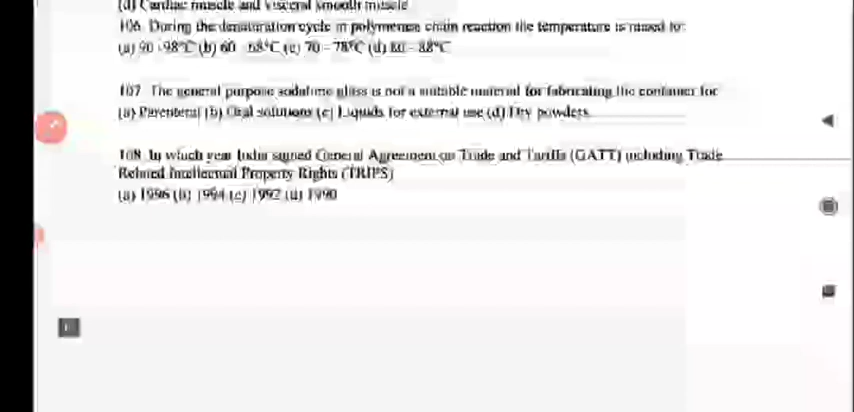 (d) Cardiac muscle and visceral smooth muscle
106. During the denaturation cycle in polymerase chain reaction the temperature is raised to:
(a) 90 -98°C (b) 60 - 68°C (c) 70 – 78°C (d) 80 – 88°C
107. The general purpose sodalime glass is not a suitable material for fabricating the container for
(a) Parenteral (b) Oral solutions (c) Liquids for external use (d) Dry powders
108. In which year India signed General Agreement on Trade and Tariffs (GATT) including Trade
Related Intellectual Property Rights (TRIPS)
(a) 1996 (b) 1994 (c) 1992 (d) 1990